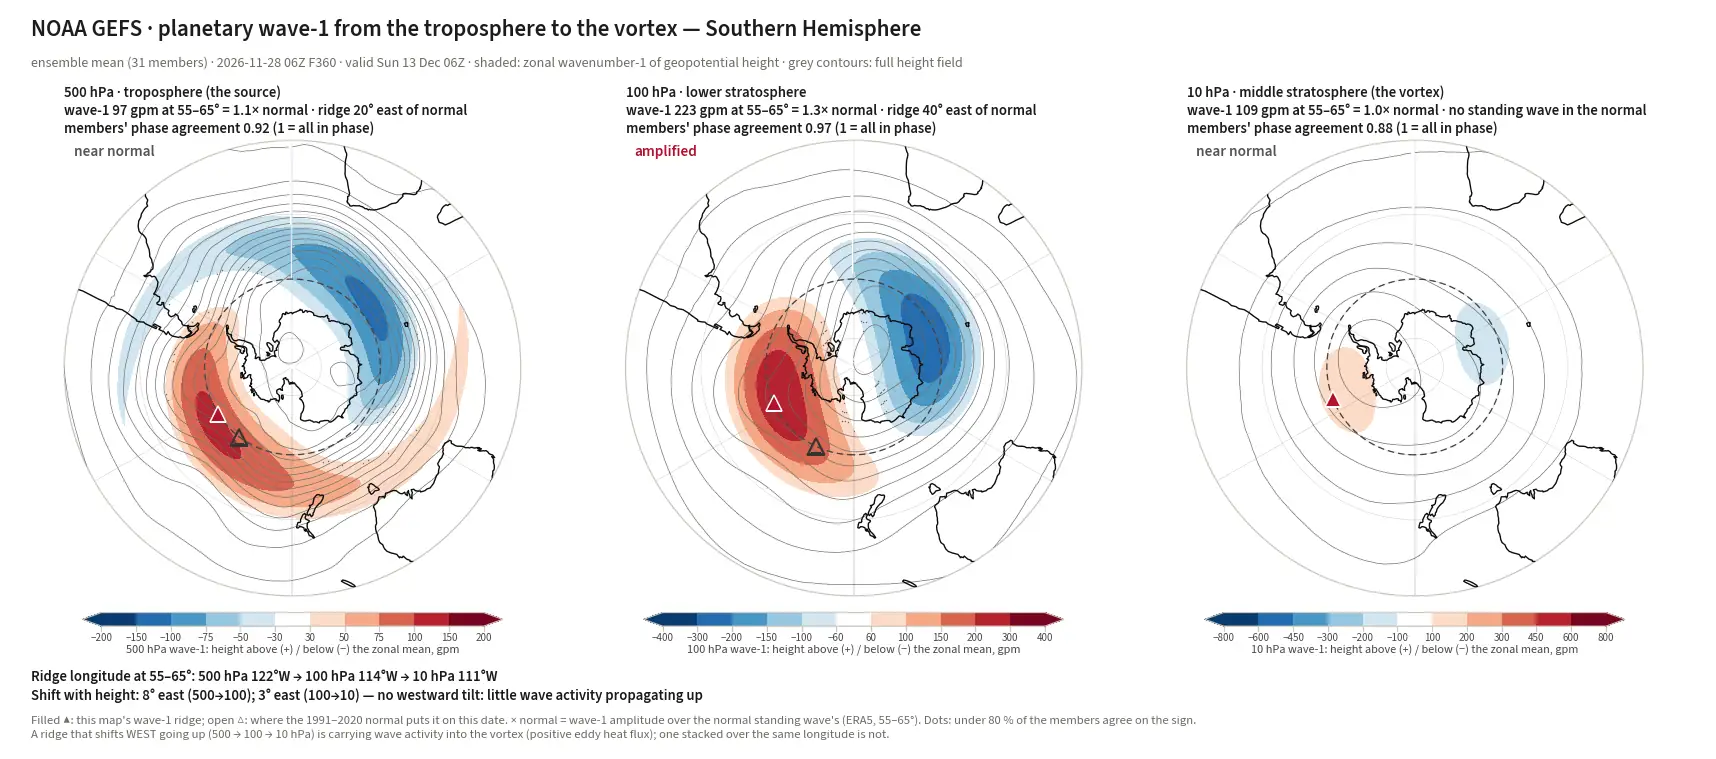 NOAA GEFS · planetary wave-1 from the troposphere to the vortex — Southern Hemisphere
ensemble mean (31 members) · 2026-11-28 06Z F360 · valid Sun 13 Dec 06Z · shaded: zonal wavenumber-1 of geopotential height · grey contours: full height field
500 hPa · troposphere (the source)
wave-1 97 gpm at 55–65° = 1.1× normal · ridge 20° east of normal
members' phase agreement 0.92 (1 = all in phase)
near normal
100 hPa · lower stratosphere
wave-1 223 gpm at 55–65° = 1.3× normal · ridge 40° east of normal
members' phase agreement 0.97 (1 = all in phase)
amplified
10 hPa · middle stratosphere (the vortex)
wave-1 109 gpm at 55–65° = 1.0× normal · no standing wave in the normal
members' phase agreement 0.88 (1 = all in phase)
near normal
−200 −150 −100 −75 −50 −30 30 50 75 100 150 200
500 hPa wave-1: height above (+) / below (−) the zonal mean, gpm
−400 −300 −200 −150 −100 −60 60 100 150 200 300 400
100 hPa wave-1: height above (+) / below (−) the zonal mean, gpm
−800 −600 −450 −300 −200 −100 100 200 300 450 600 800
10 hPa wave-1: height above (+) / below (−) the zonal mean, gpm
Ridge longitude at 55–65°: 500 hPa 122°W → 100 hPa 114°W → 10 hPa 111°W
Shift with height: 8° east (500→100); 3° east (100→10) — no westward tilt: little wave activity propagating up
Filled ▲: this map's wave-1 ridge; open △: where the 1991–2020 normal puts it on this date. × normal = wave-1 amplitude over the normal standing wave's (ERA5, 55–65°). Dots: under 80 % of the members agree on the sign.
A ridge that shifts WEST going up (500 → 100 → 10 hPa) is carrying wave activity into the vortex (positive eddy heat flux); one stacked over the same longitude is not.